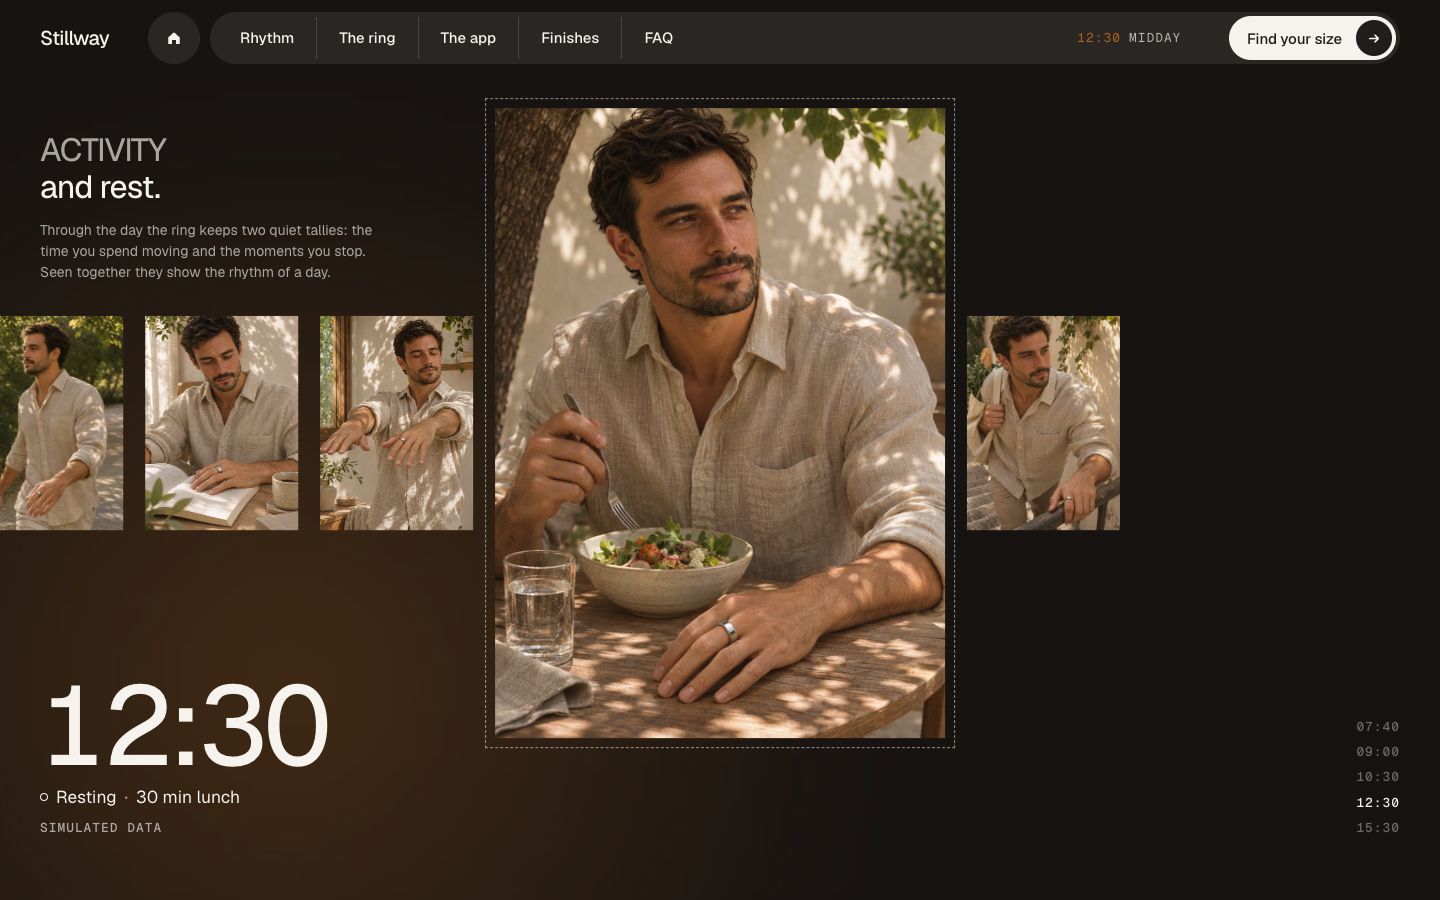 Stillway
Rhythm
The ring
The app
Finishes
FAQ
12:30 MIDDAY
Find your size
ACTIVITY
and rest.
Through the day the ring keeps two quiet tallies: the
time you spend moving and the moments you stop.
Seen together they show the rhythm of a day.
12:30
Resting · 30 min lunch
SIMULATED DATA
07:40
09:00
10:30
12:30
15:30